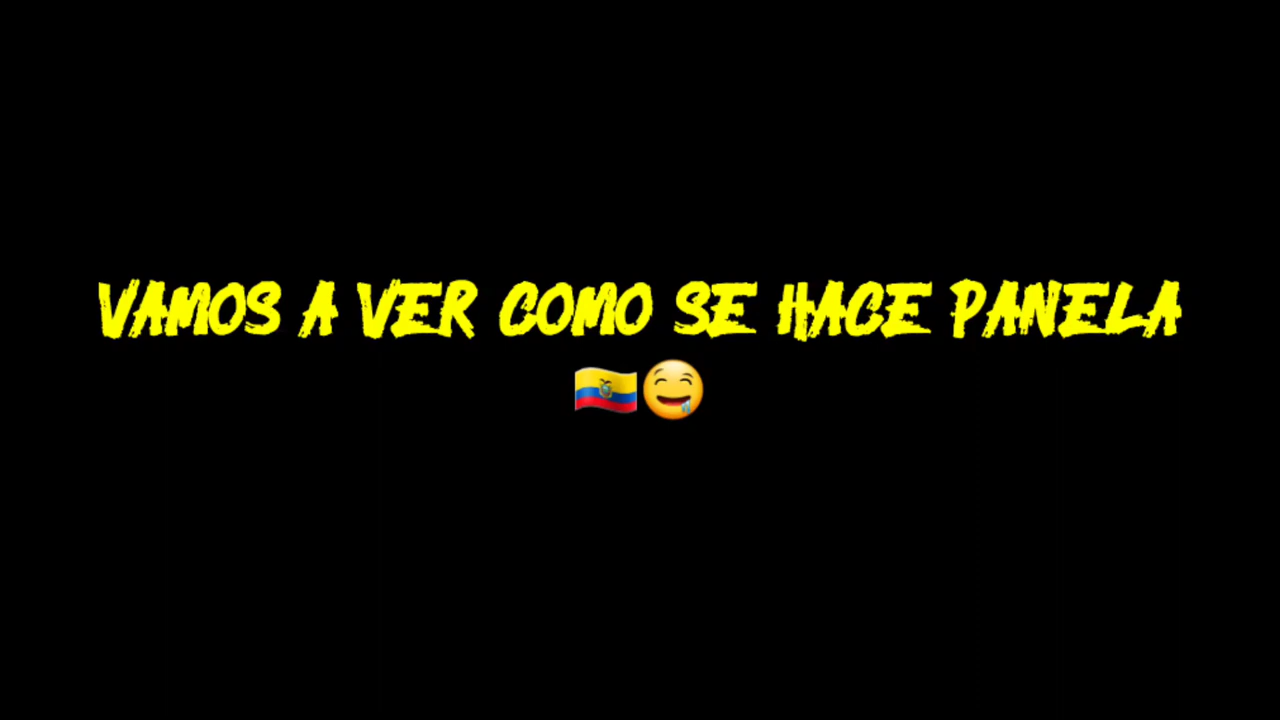 VAMOS A VER COMO SE HACE PANELA
🇪🇨🤤